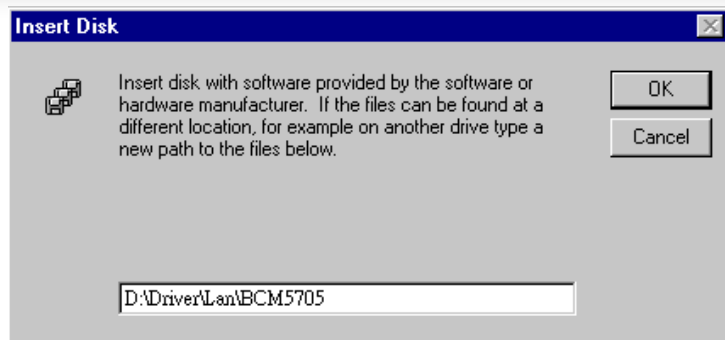 Insert Disk
Insert disk with software provided by the software or
hardware manufacturer. If the files can be found at a
different location, for example on another drive type a
new path to the files below.
OK
Cancel
D:\Driver\Lan\BCM5705